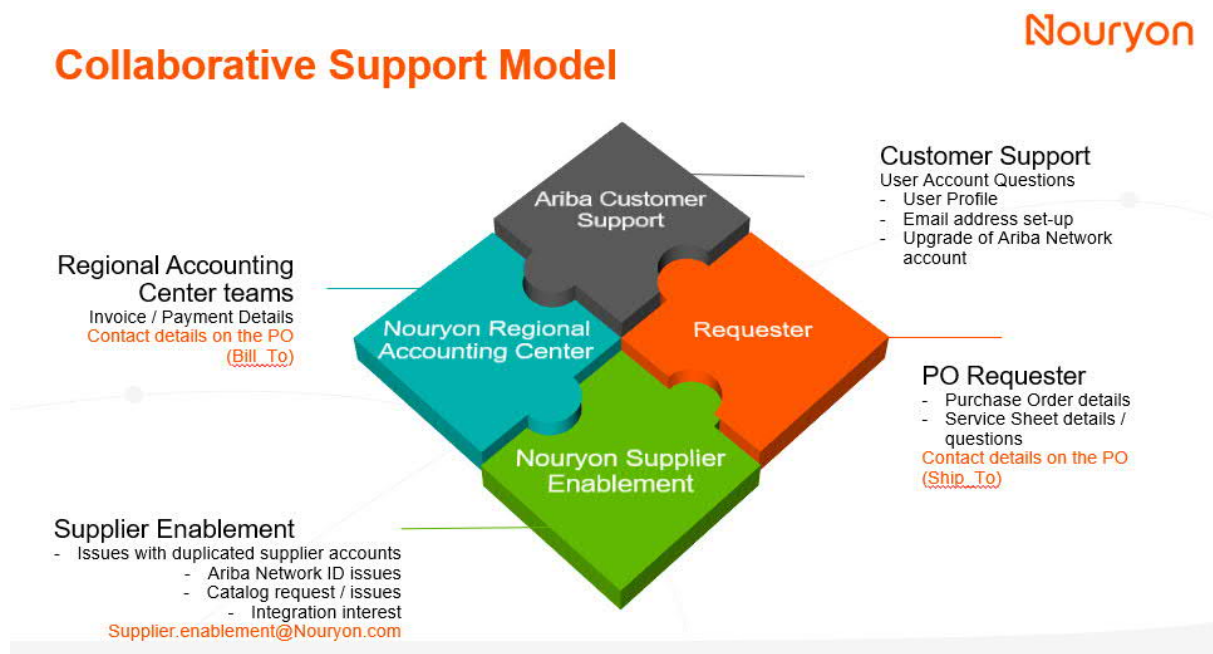 Nouryon
Collaborative Support Model
Ariba Customer
Support
Customer Support
User Account Questions
- User Profile
- Email address set-up
- Upgrade of Ariba Network
account
Regional Accounting
Center teams
Invoice / Payment Details
Contact details on the PO
(Bill_To)
Nouryon Regional
Accounting Center
Requester
PO Requester
- Purchase Order details
- Service Sheet details /
questions
Contact details on the PO
(Ship_To)
Nouryon Supplier
Enablement
Supplier Enablement
- Issues with duplicated supplier accounts
- Ariba Network ID issues
- Catalog request / issues
- Integration interest
Supplier.enablement@Nouryon.com